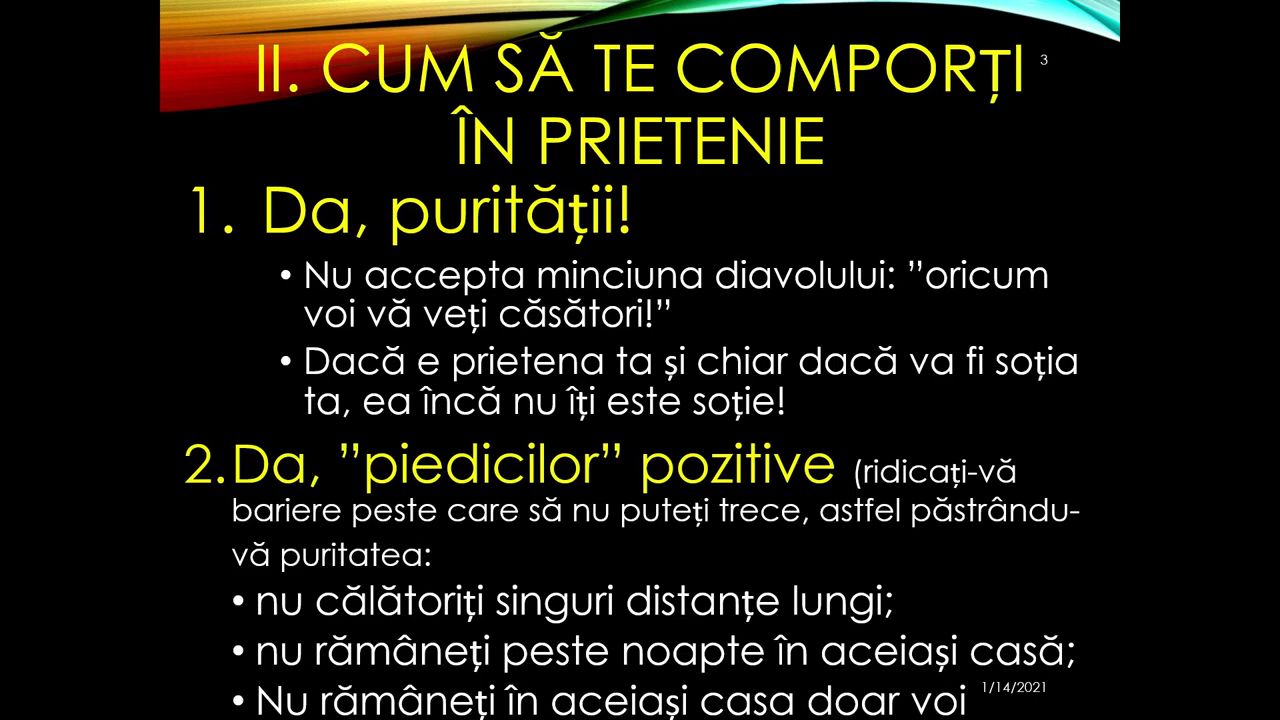 II. CUM SĂ TE COMPORȚI
3
ÎN PRIETENIE
1. Da, purității!
• Nu accepta minciuna diavolului: ”oricum
voi vă veți căsători!”
• Dacă e prietena ta și chiar dacă va fi soția
ta, ea încă nu îți este soție!
2. Da, ”piedicilor” pozitive (ridicați-vă
bariere peste care să nu puteți trece, astfel păstrându-
vă puritatea:
• nu călătoriți singuri distanțe lungi;
• nu rămâneți peste noapte în aceiași casă;
• Nu rămâneți în aceiași casa doar voi
1/14/2021